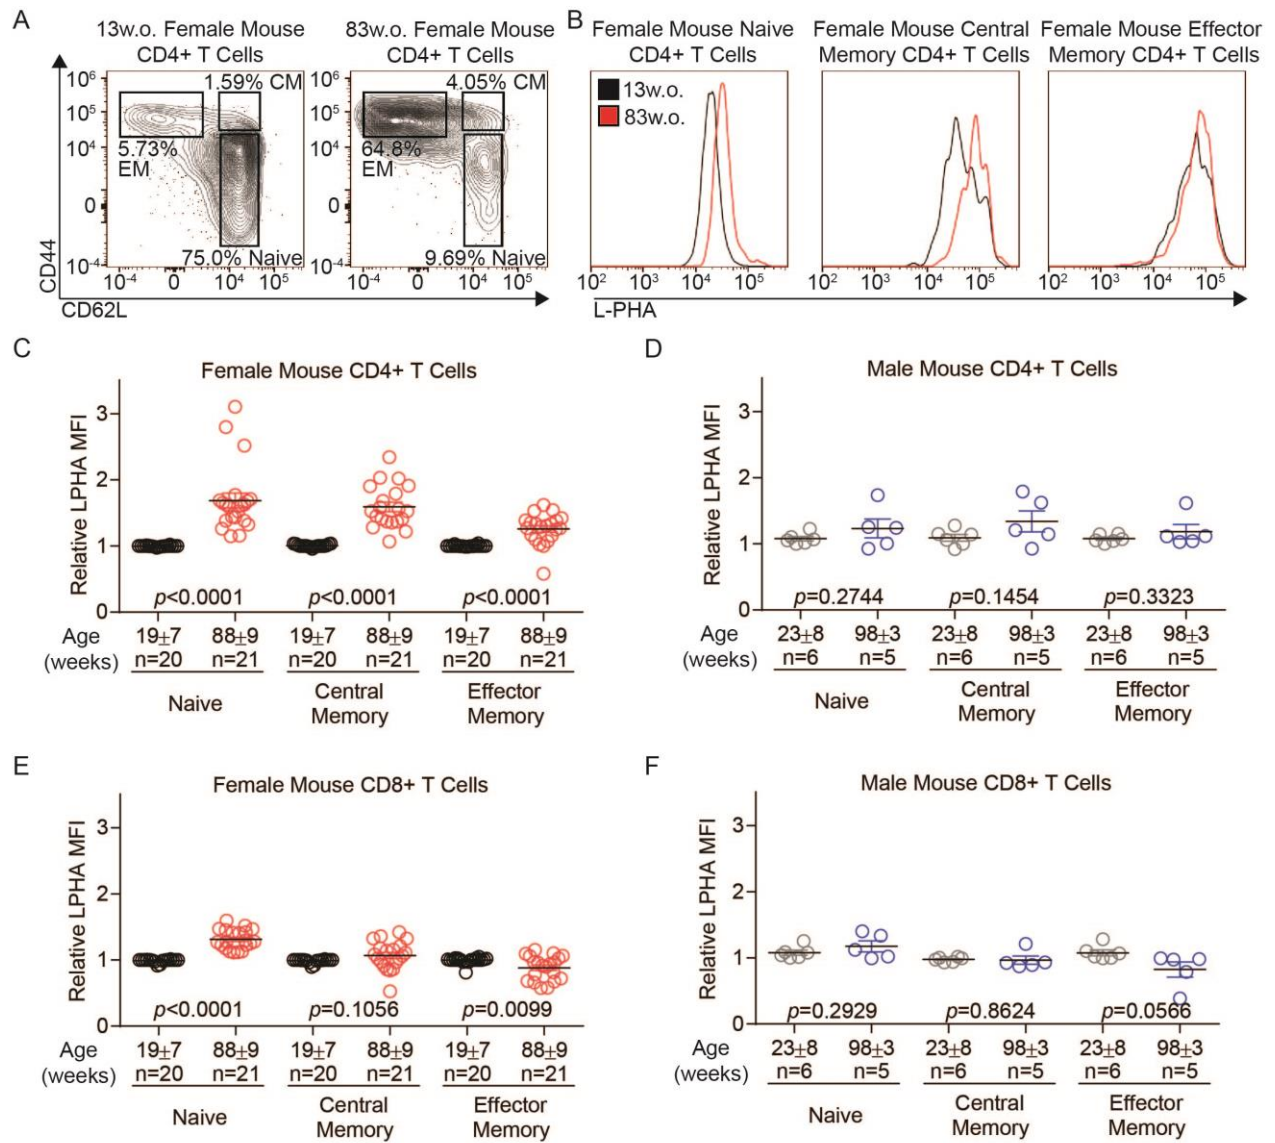 A
13w.o. Female Mouse
CD4+ T Cells
83w.o. Female Mouse
CD4+ T Cells
CD44
10⁶
10⁵
10⁴
0
10⁻⁴
1.59% CM
5.73%
EM
75.0% Naive
10⁻⁴ 0 10⁴ 10⁵
10⁶
10⁵
10⁴
0
10⁻⁴
4.05% CM
64.8%
EM
9.69% Naive
10⁻⁴ 0 10⁴ 10⁵
CD62L
B
Female Mouse Naive
CD4+ T Cells
Female Mouse Central
Memory CD4+ T Cells
Female Mouse Effector
Memory CD4+ T Cells
13w.o.
83w.o.
10² 10³ 10⁴ 10⁵
10² 10³ 10⁴ 10⁵
10² 10³ 10⁴ 10⁵
L-PHA
C
Female Mouse CD4+ T Cells
Relative LPHA MFI
3
2
1
0
p<0.0001 p<0.0001 p<0.0001
Age 19±7 88±9 19±7 88±9 19±7 88±9
(weeks) n=20 n=21 n=20 n=21 n=20 n=21
Naive
Central
Memory
Effector
Memory
D
Male Mouse CD4+ T Cells
Relative LPHA MFI
3
2
1
0
p=0.2744 p=0.1454 p=0.3323
Age 23±8 98±3 23±8 98±3 23±8 98±3
(weeks) n=6 n=5 n=6 n=5 n=6 n=5
Naive
Central
Memory
Effector
Memory
E
Female Mouse CD8+ T Cells
Relative LPHA MFI
3
2
1
0
p<0.0001 p=0.1056 p=0.0099
Age 19±7 88±9 19±7 88±9 19±7 88±9
(weeks) n=20 n=21 n=20 n=21 n=20 n=21
Naive
Central
Memory
Effector
Memory
F
Male Mouse CD8+ T Cells
Relative LPHA MFI
3
2
1
0
p=0.2929 p=0.8624 p=0.0566
Age 23±8 98±3 23±8 98±3 23±8 98±3
(weeks) n=6 n=5 n=6 n=5 n=6 n=5
Naive
Central
Memory
Effector
Memory